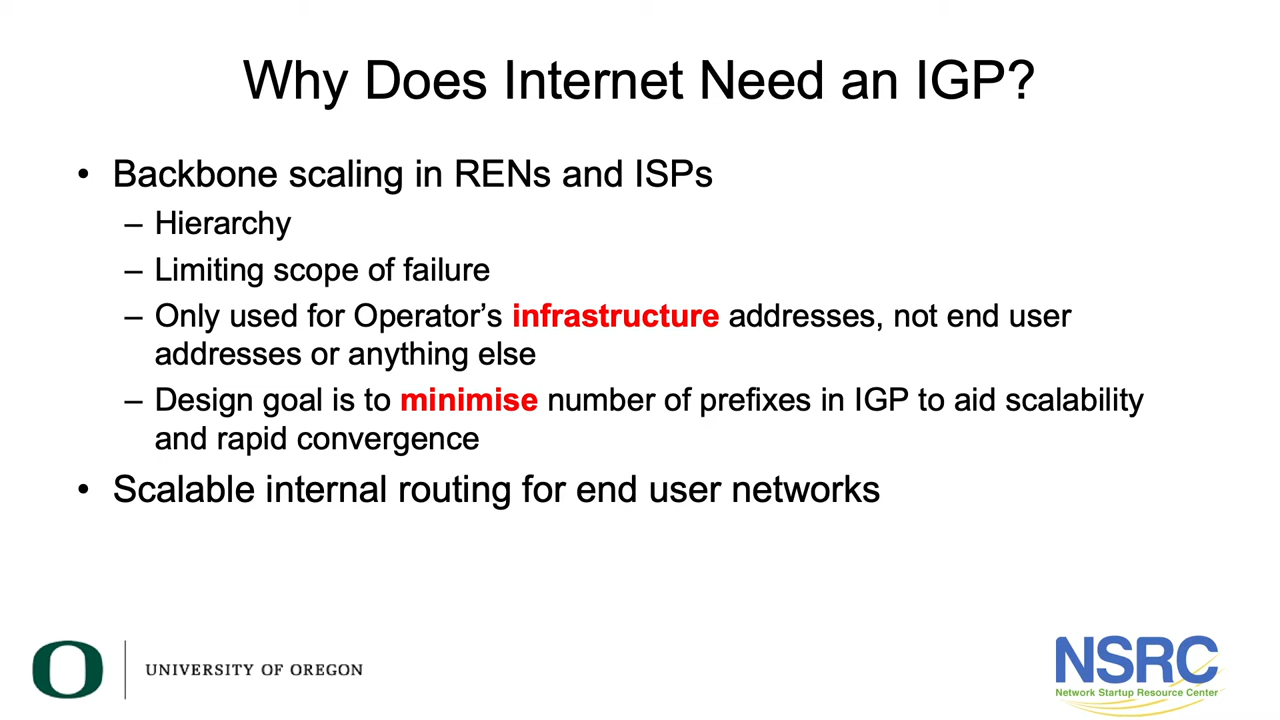 Why Does Internet Need an IGP?
• Backbone scaling in RENs and ISPs
– Hierarchy
– Limiting scope of failure
– Only used for Operator’s infrastructure addresses, not end user
addresses or anything else
– Design goal is to minimise number of prefixes in IGP to aid scalability
and rapid convergence
• Scalable internal routing for end user networks
O
UNIVERSITY OF OREGON
NSRC
Network Startup Resource Center